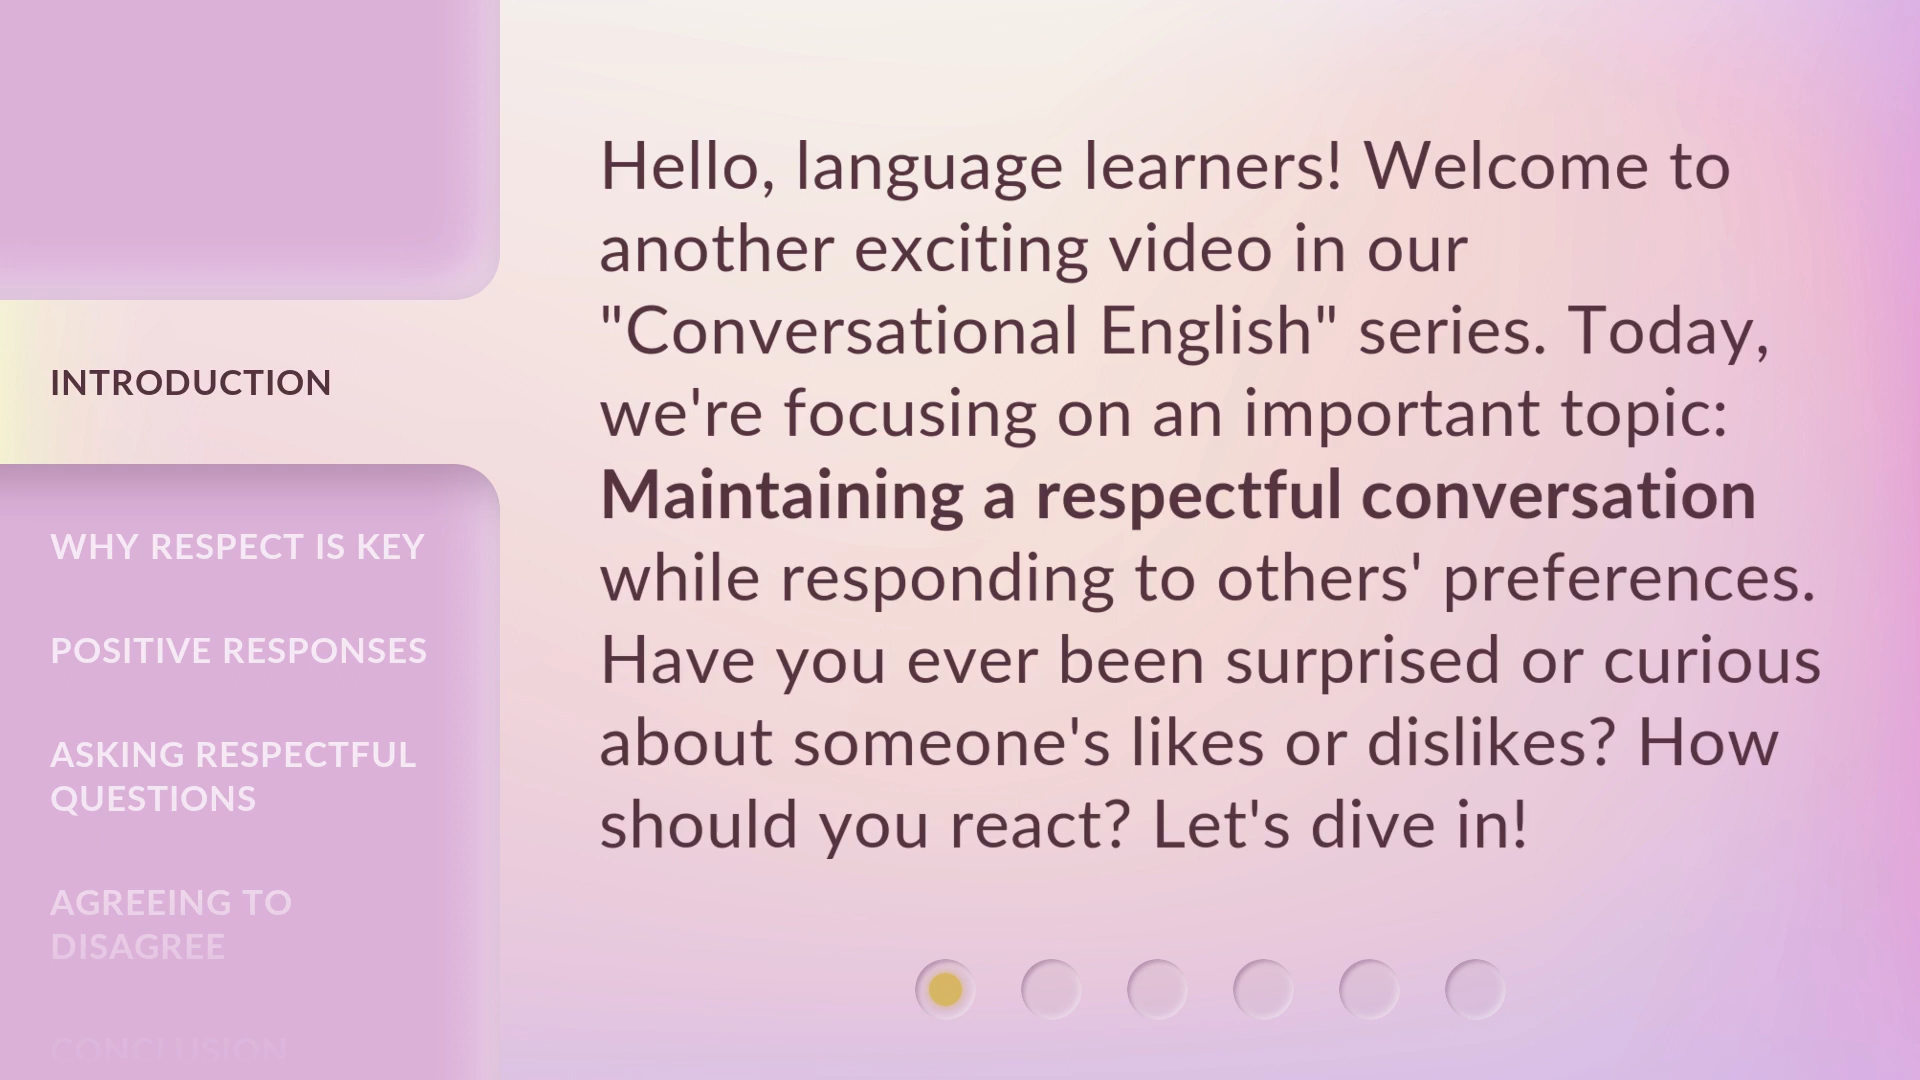 INTRODUCTION
WHY RESPECT IS KEY
POSITIVE RESPONSES
ASKING RESPECTFUL
QUESTIONS
AGREEING TO
DISAGREE
CONCLUSION
Hello, language learners! Welcome to
another exciting video in our
"Conversational English" series. Today,
we're focusing on an important topic:
Maintaining a respectful conversation
while responding to others' preferences.
Have you ever been surprised or curious
about someone's likes or dislikes? How
should you react? Let's dive in!